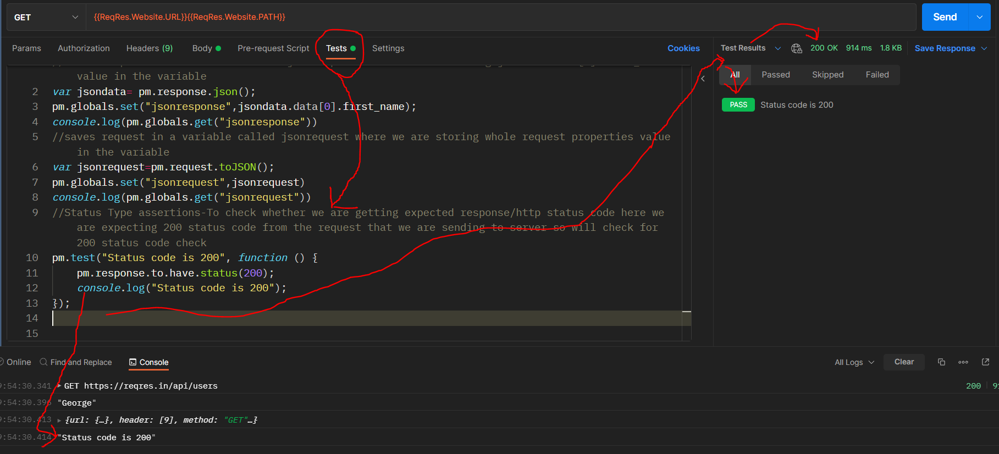 GET
{{ReqRes.Website.URL}}{{ReqRes.Website.PATH}}
Send
Params Authorization Headers (9) Body Pre-request Script Tests Settings Cookies
Test Results 200 OK 914 ms 1.8 KB Save Response
All Passed Skipped Failed
PASS Status code is 200
value in the variable
2 var jsondata= pm.response.json();
3 pm.globals.set("jsonresponse",jsondata.data[0].first_name);
4 console.log(pm.globals.get("jsonresponse"))
5 //saves request in a variable called jsonrequest where we are storing whole request properties value
in the variable
6 var jsonrequest=pm.request.toJSON();
7 pm.globals.set("jsonrequest",jsonrequest)
8 console.log(pm.globals.get("jsonrequest"))
9 //Status Type assertions-To check whether we are getting expected response/http status code here we
are expecting 200 status code from the request that we are sending to server so will check for
200 status code check
10 pm.test("Status code is 200", function () {
11 pm.response.to.have.status(200);
12 console.log("Status code is 200");
13 });
14
15
Online Find and Replace Console All Logs Clear
9:54:30.341 GET https://reqres.in/api/users 200
9:54:30.396 "George"
9:54:30.413 {url: {…}, header: [9], method: "GET"…}
9:54:30.414 "Status code is 200"